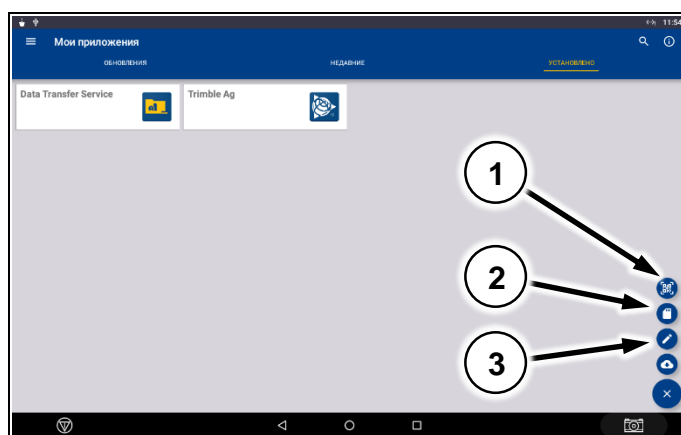 11:54
Мои приложения
ОБНОВЛЕНИЯ НЕДАВНИЕ УСТАНОВЛЕНО
Data Transfer Service Trimble Ag
1
2
3